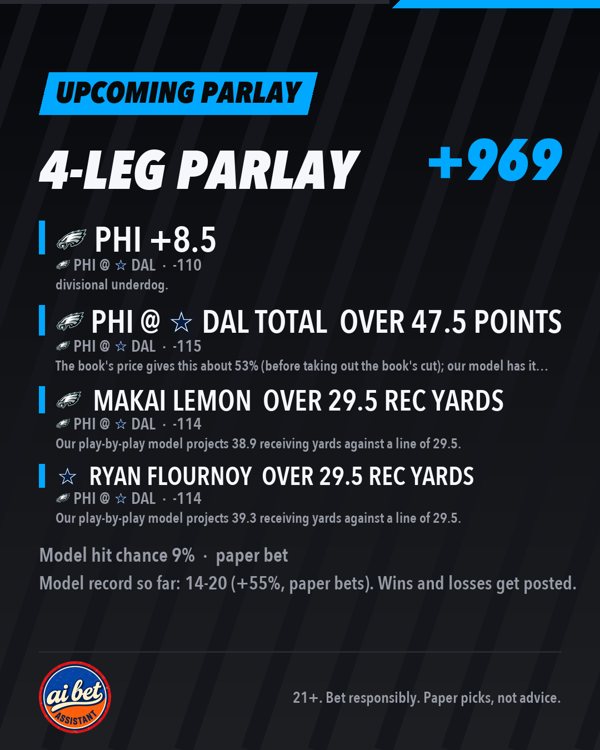 UPCOMING PARLAY
4-LEG PARLAY +969
PHI +8.5
PHI @ DAL · -110
divisional underdog.
PHI @ DAL TOTAL OVER 47.5 POINTS
PHI @ DAL · -115
The book's price gives this about 53% (before taking out the book's cut); our model has it...
MAKAI LEMON OVER 29.5 REC YARDS
PHI @ DAL · -114
Our play-by-play model projects 38.9 receiving yards against a line of 29.5.
RYAN FLOURNOY OVER 29.5 REC YARDS
PHI @ DAL · -114
Our play-by-play model projects 39.3 receiving yards against a line of 29.5.
Model hit chance 9% · paper bet
Model record so far: 14-20 (+55%, paper bets). Wins and losses get posted.
ai bet
ASSISTANT
21+. Bet responsibly. Paper picks, not advice.